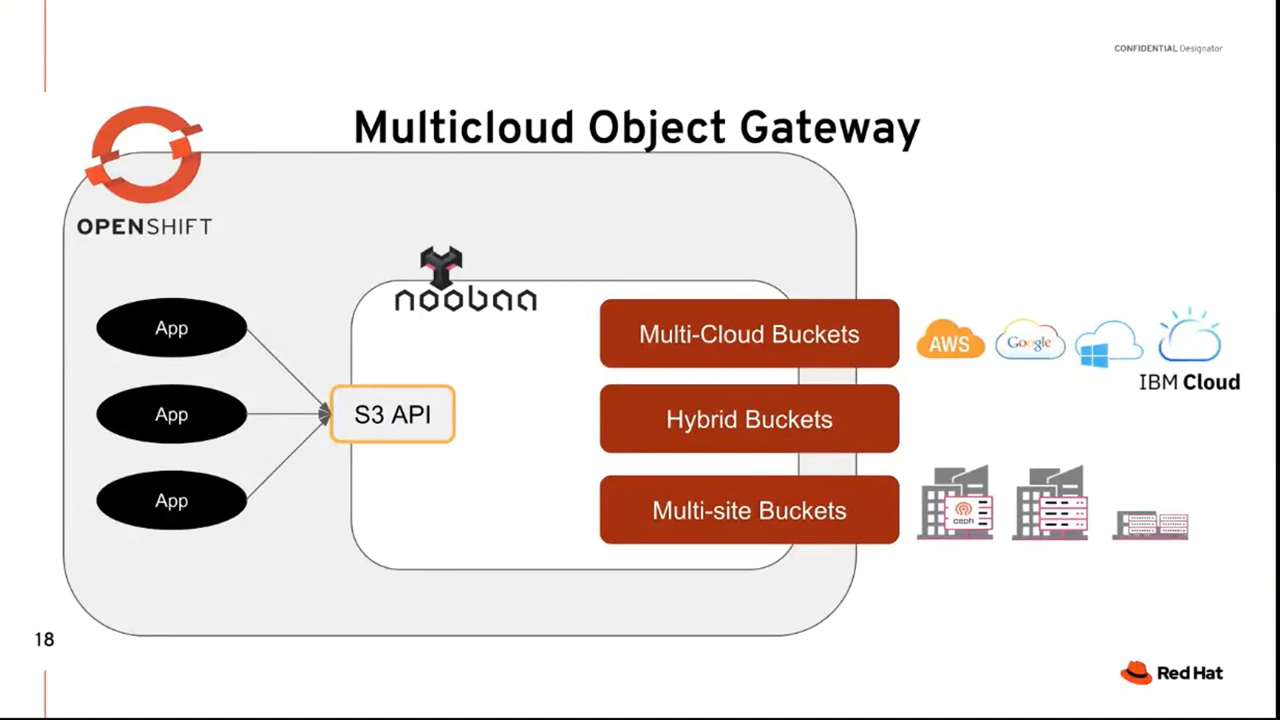 CONFIDENTIAL Designator
Multicloud Object Gateway
OPENSHIFT
noobaa
App
App
App
S3 API
Multi-Cloud Buckets
Hybrid Buckets
Multi-site Buckets
AWS
Google
IBM Cloud
ceph
18
Red Hat